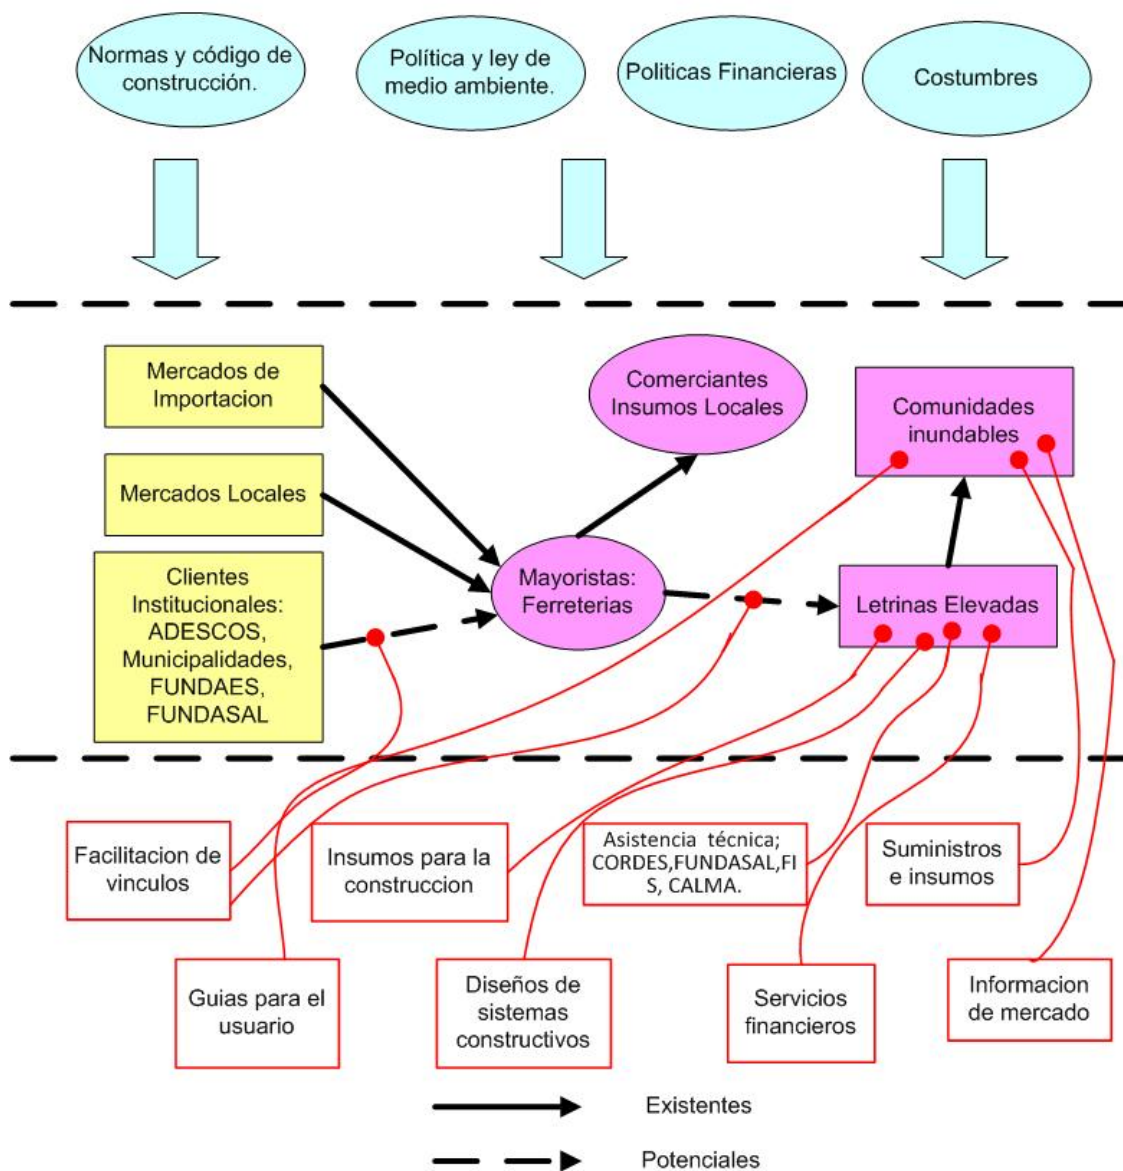 Normas y código de
construcción.
Política y ley de
medio ambiente.
Politicas Financieras
Costumbres
Mercados de
Importacion
Mercados Locales
Clientes
Institucionales:
ADESCOS,
Municipalidades,
FUNDAES,
FUNDASAL
Comerciantes
Insumos Locales
Mayoristas:
Ferreterias
Comunidades
inundables
Letrinas Elevadas
Facilitacion de
vinculos
Insumos para la
construccion
Asistencia técnica;
CORDES,FUNDASAL,FI
S, CALMA.
Suministros
e insumos
Guias para el
usuario
Diseños de
sistemas
constructivos
Servicios
financieros
Informacion
de mercado
Existentes
Potenciales